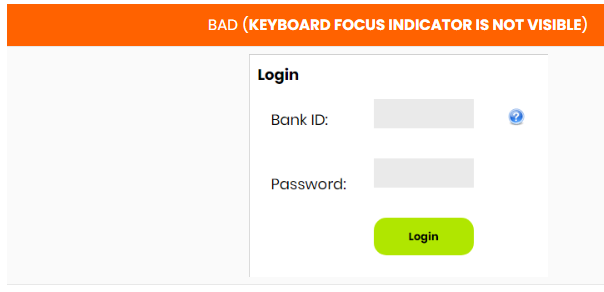 BAD (KEYBOARD FOCUS INDICATOR IS NOT VISIBLE)
Login
Bank ID:
?
Password:
Login